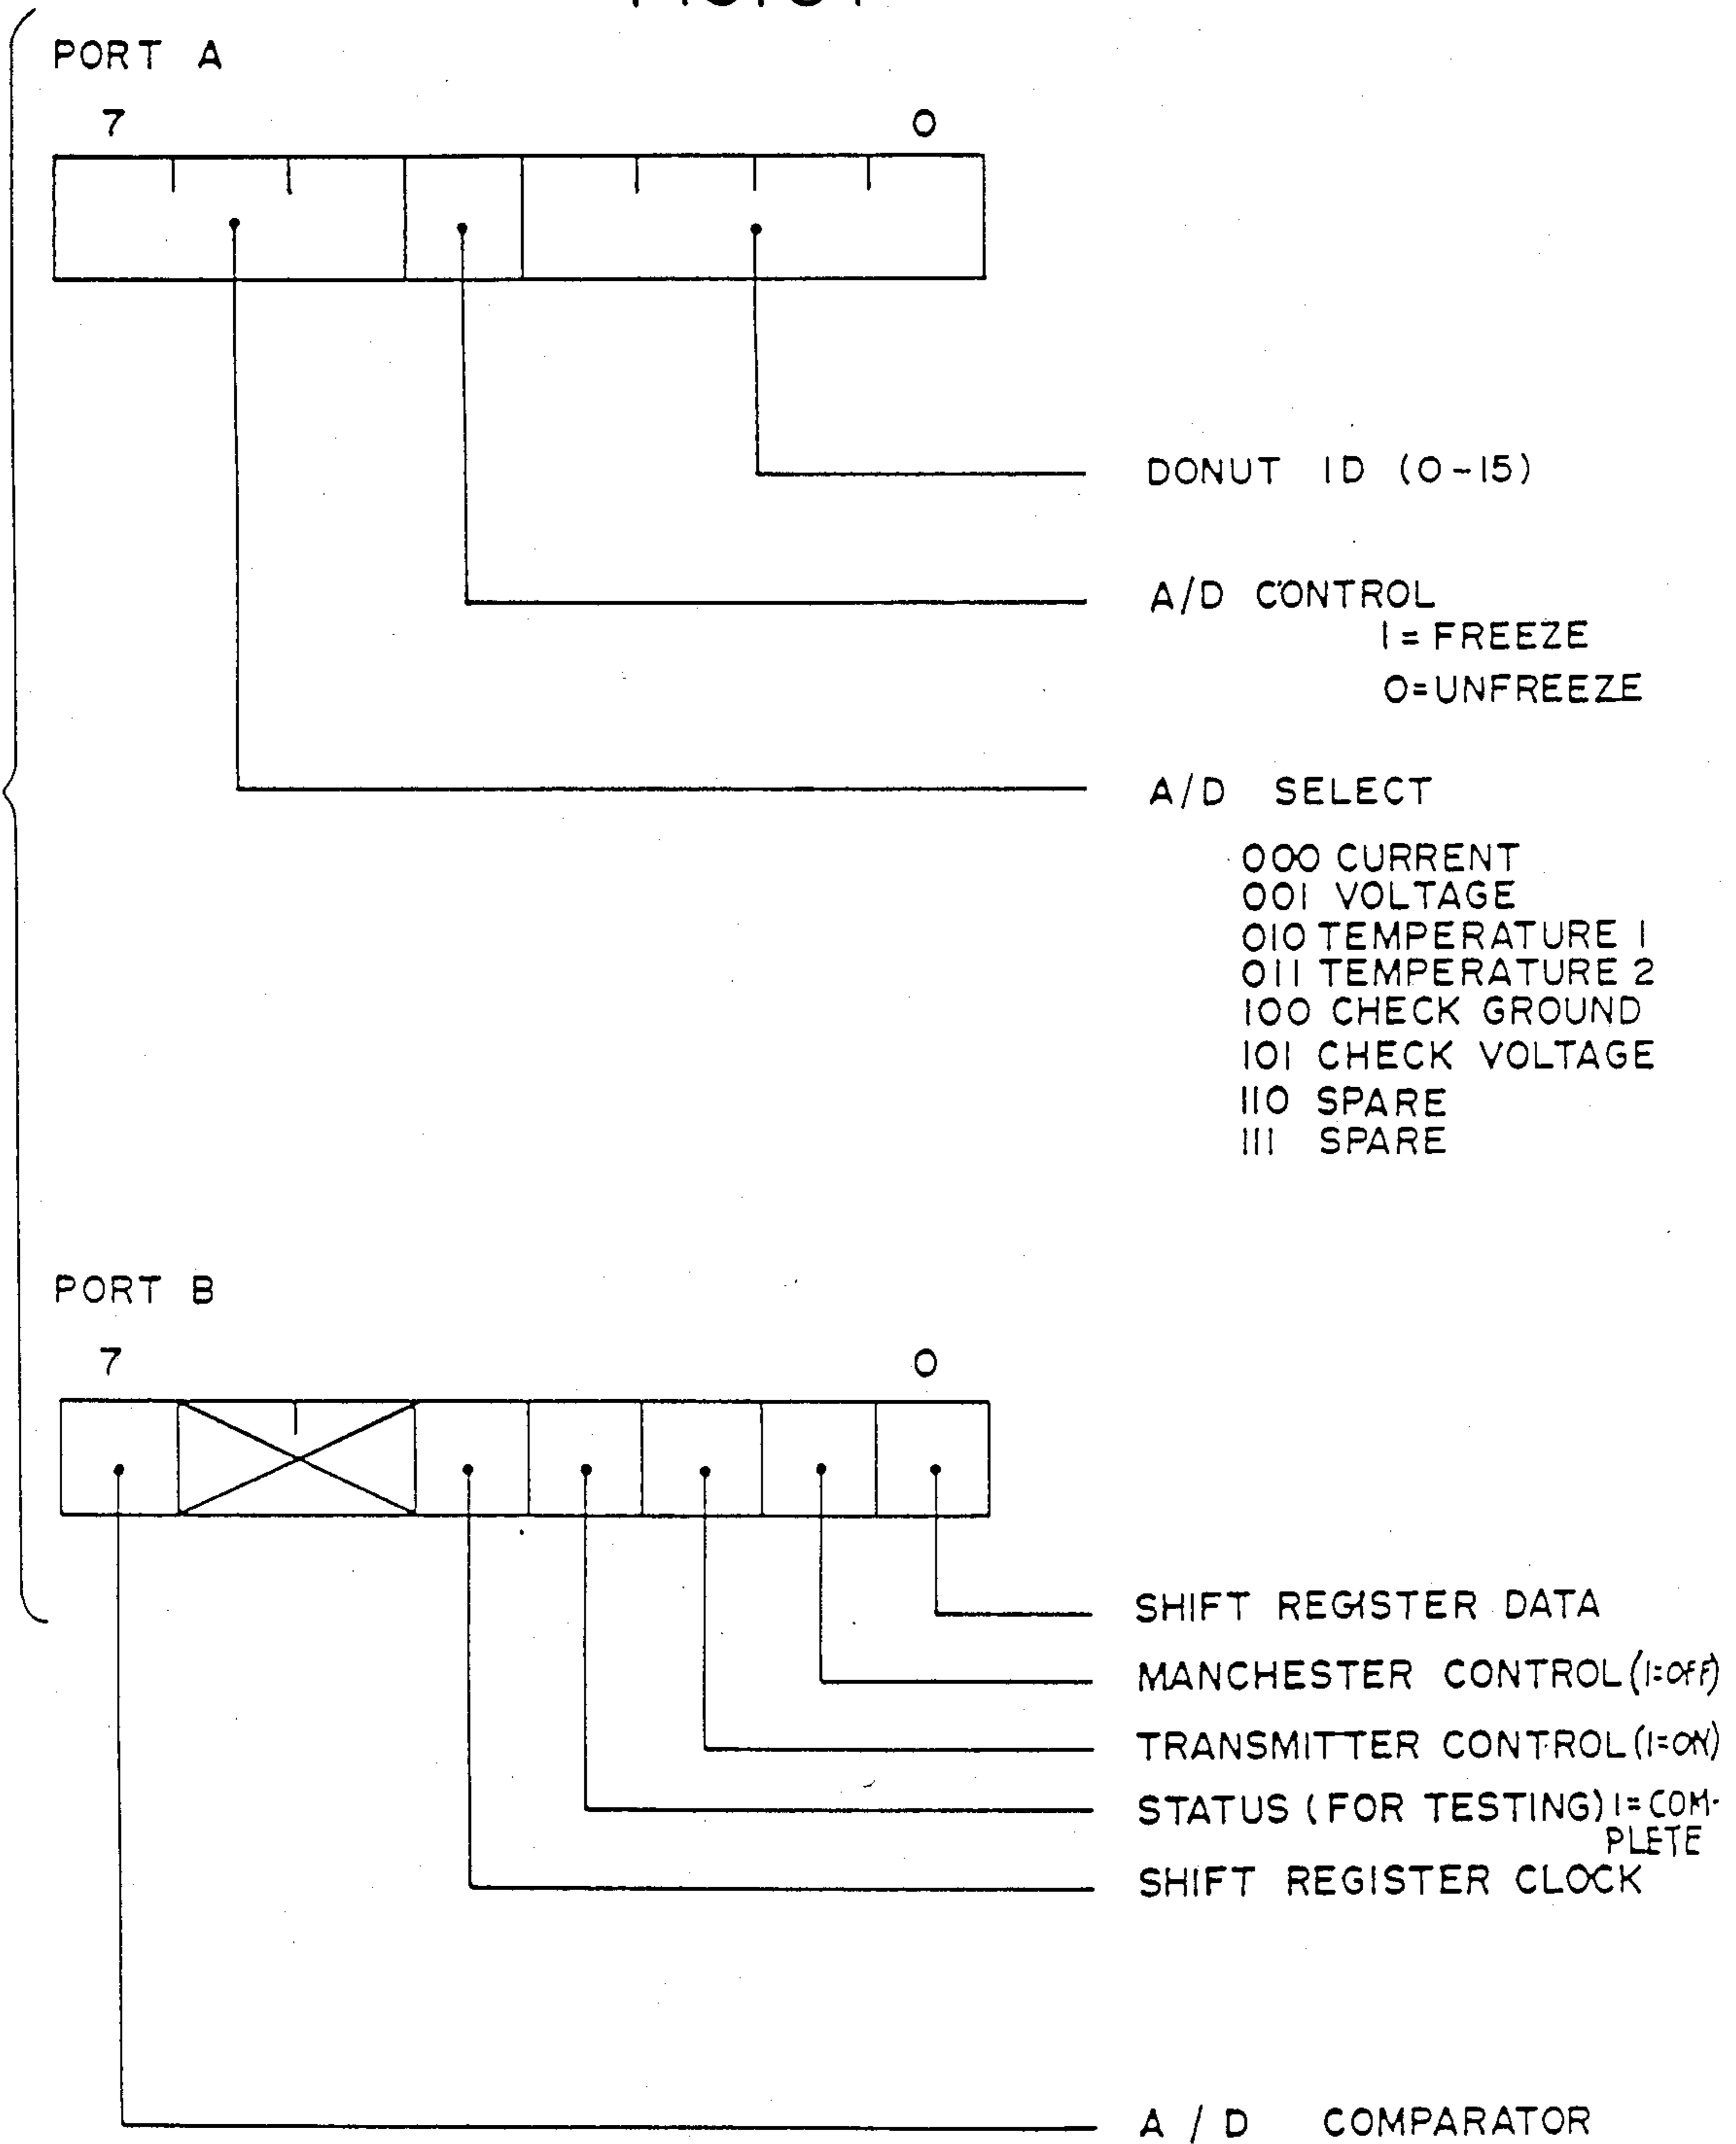 PORT A
7 0
DONUT ID (0-15)
A/D CONTROL
1 = FREEZE
0=UNFREEZE
A/D SELECT
000 CURRENT
001 VOLTAGE
010 TEMPERATURE 1
011 TEMPERATURE 2
100 CHECK GROUND
101 CHECK VOLTAGE
110 SPARE
111 SPARE
PORT B
7 0
SHIFT REGISTER DATA
MANCHESTER CONTROL (1=OFF)
TRANSMITTER CONTROL (1=ON)
STATUS (FOR TESTING) 1=COM-
PLETE
SHIFT REGISTER CLOCK
A / D COMPARATOR